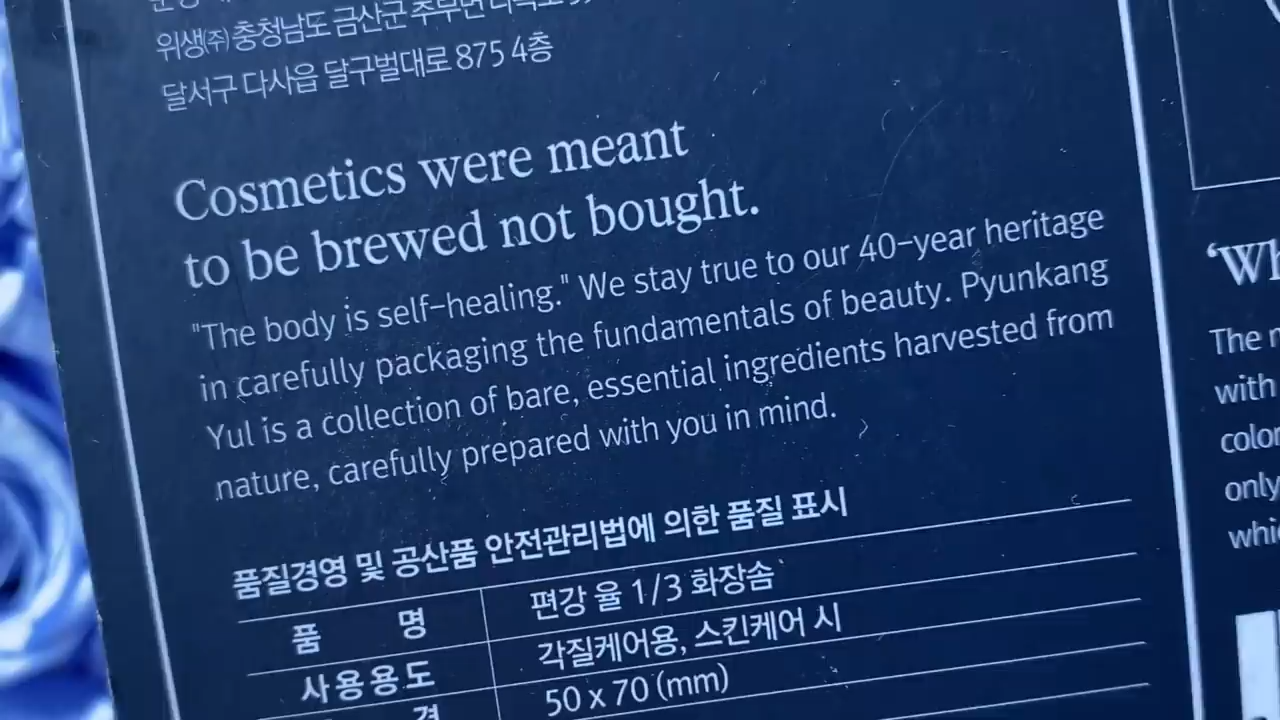 위생(주) 충청남도 금산군 추부면
달서구 다사읍 달구벌대로 875 4층
Cosmetics were meant
to be brewed not bought.
"The body is self-healing." We stay true to our 40-year heritage
in carefully packaging the fundamentals of beauty. Pyunkang
Yul is a collection of bare, essential ingredients harvested from
nature, carefully prepared with you in mind.
품질경영 및 공산품 안전관리법에 의한 품질 표시
품 명 편강 율 1/3 화장솜
사용용도 각질케어용, 스킨케어 시
50 x 70 (mm)
The
with
only